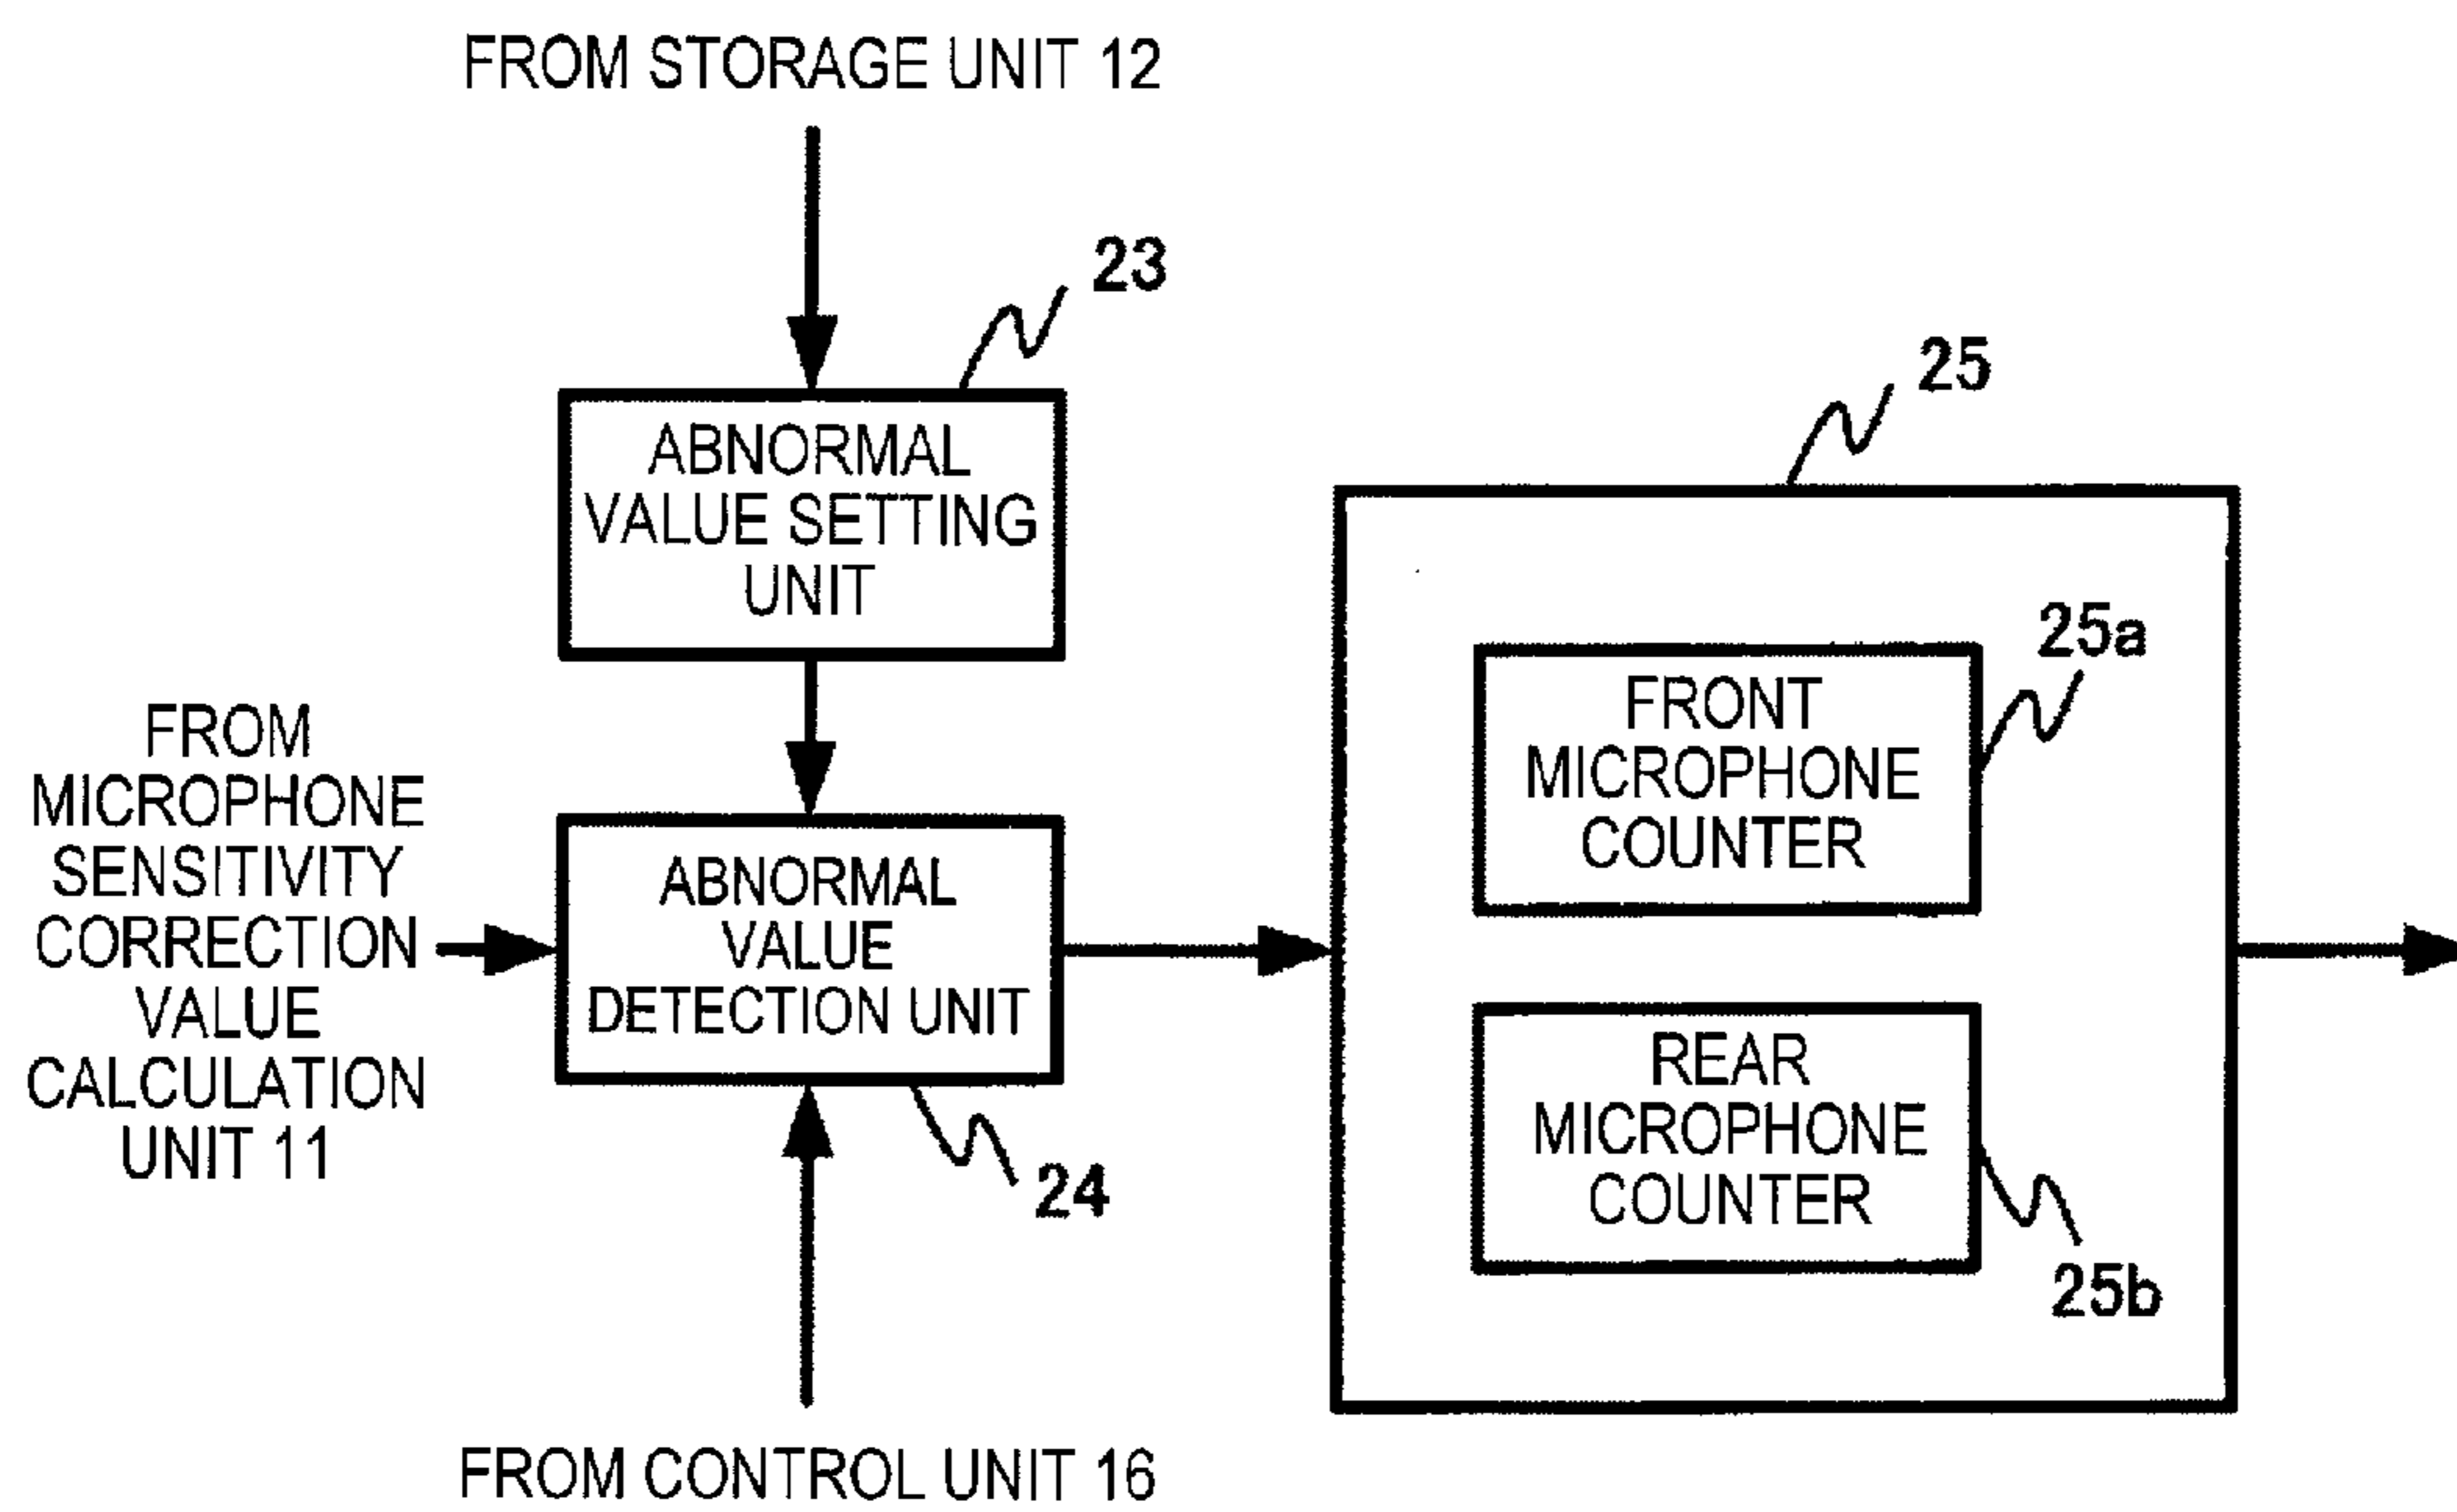 FROM STORAGE UNIT 12
23
ABNORMAL
VALUE SETTING
UNIT
25
25a
FRONT
MICROPHONE
COUNTER
FROM
MICROPHONE
SENSITIVITY
CORRECTION
VALUE
CALCULATION
UNIT 11
ABNORMAL
VALUE
DETECTION UNIT
24
REAR
MICROPHONE
COUNTER
25b
FROM CONTROL UNIT 16